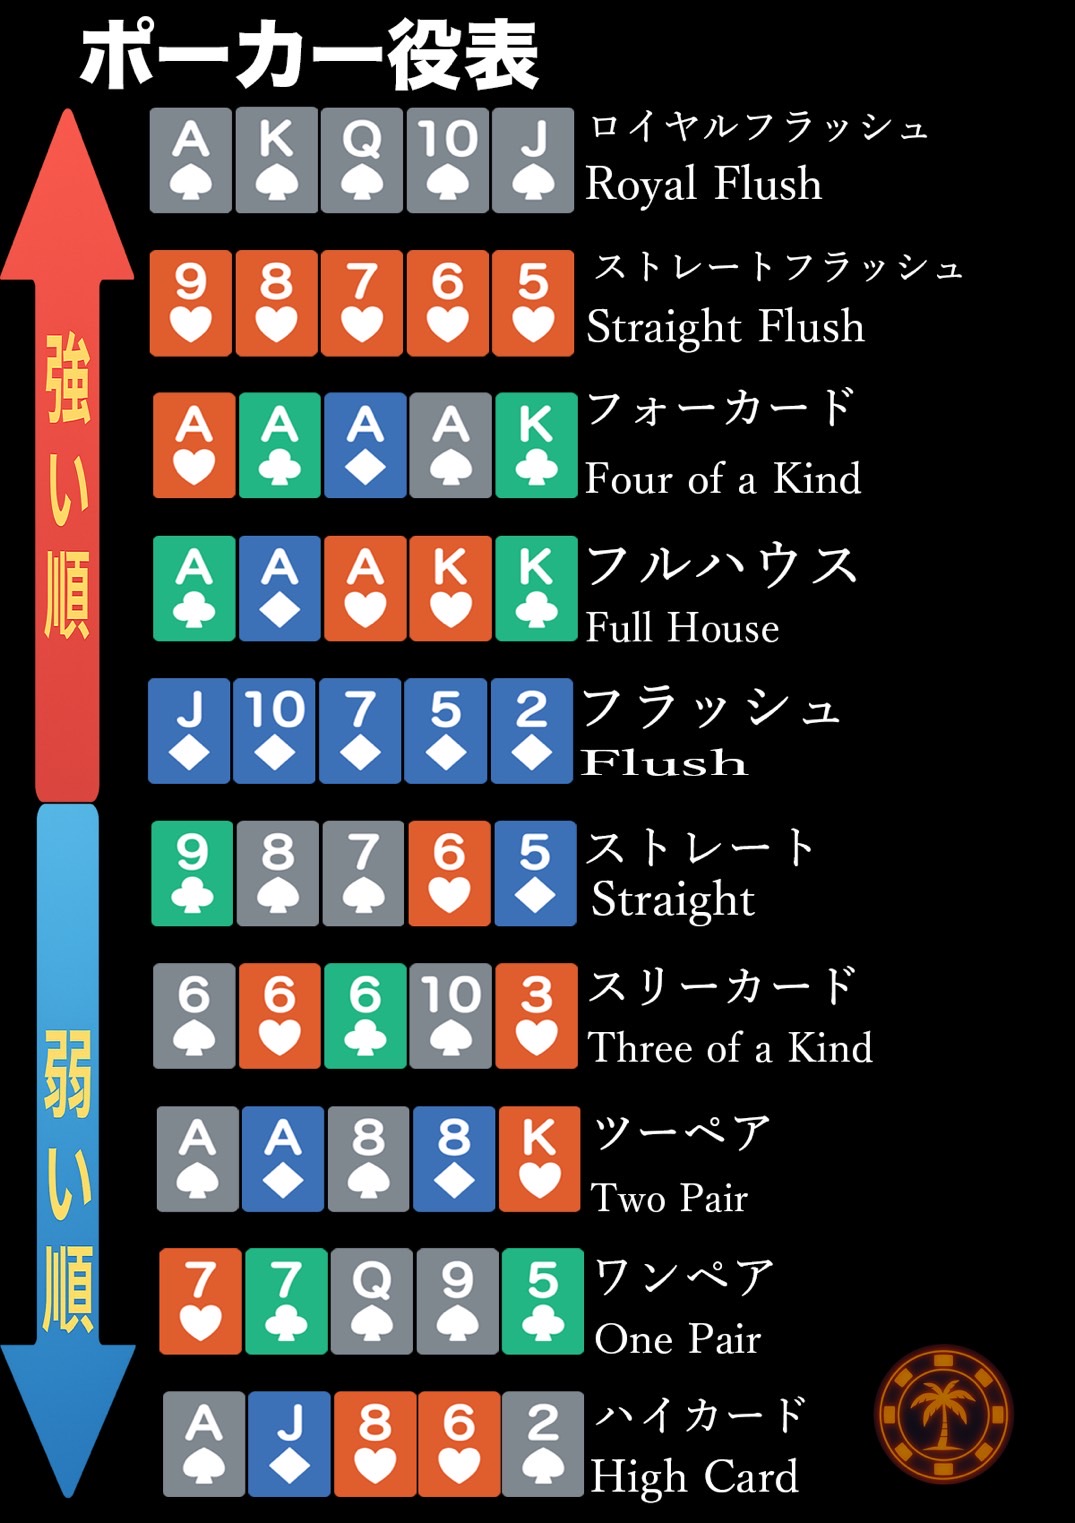 ポーカー役表
強い順
弱い順
A K Q 10 J
ロイヤルフラッシュ
Royal Flush
9 8 7 6 5
ストレートフラッシュ
Straight Flush
A A A A K
フォーカード
Four of a Kind
A A A K K
フルハウス
Full House
J 10 7 5 2
フラッシュ
Flush
9 8 7 6 5
ストレート
Straight
6 6 6 10 3
スリーカード
Three of a Kind
A A 8 8 K
ツーペア
Two Pair
7 7 Q 9 5
ワンペア
One Pair
A J 8 6 2
ハイカード
High Card